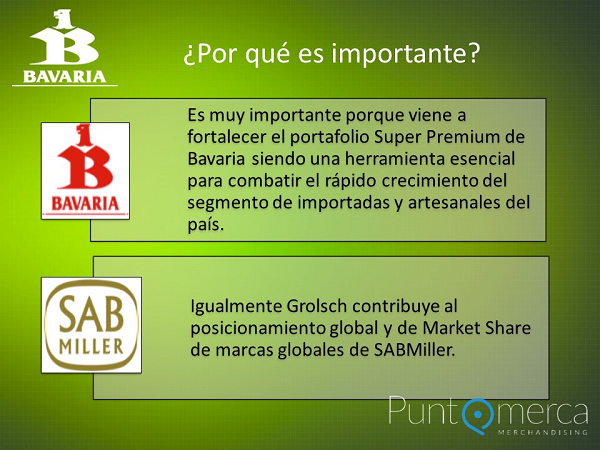 BAVARIA
¿Por qué es importante?
Es muy importante porque viene a
fortalecer el portafolio Super Premium de
Bavaria siendo una herramienta esencial
para combatir el rápido crecimiento del
segmento de importadas y artesanales del
país.
B
BAVARIA
Igualmente Grolsch contribuye al
posicionamiento global y de Market Share
de marcas globales de SABMiller.
SAB
MILLER
PuntQmerca
MERCHANDISING